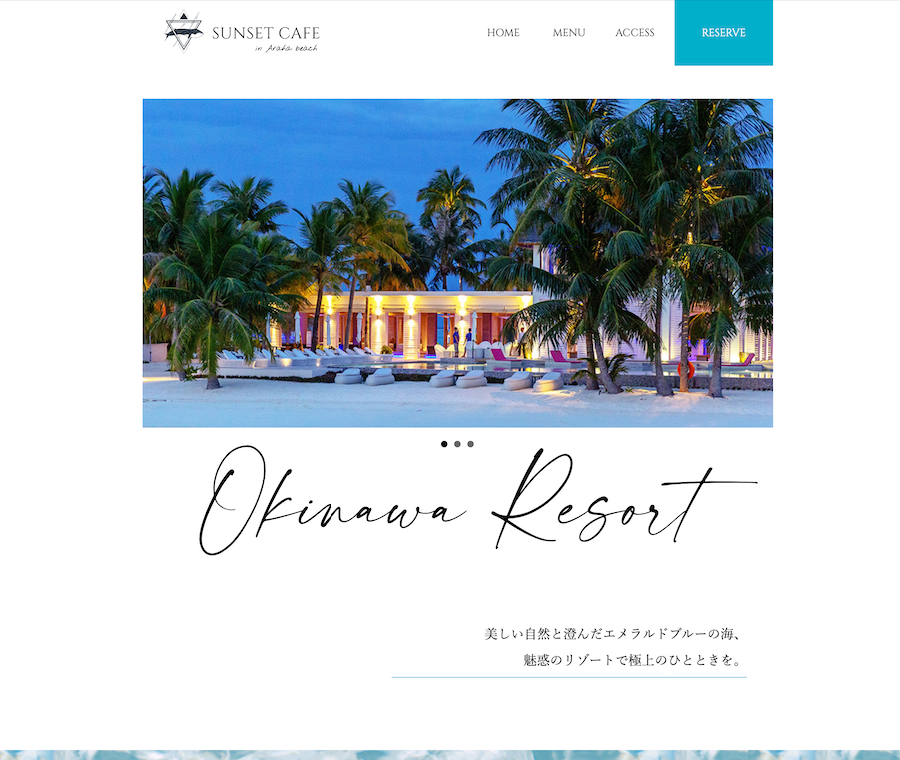 SUNSET CAFE
in Araha beach
HOME
MENU
ACCESS
RESERVE
Okinawa Resort
美しい自然と澄んだエメラルドブルーの海、
魅惑のリゾートで極上のひとときを。